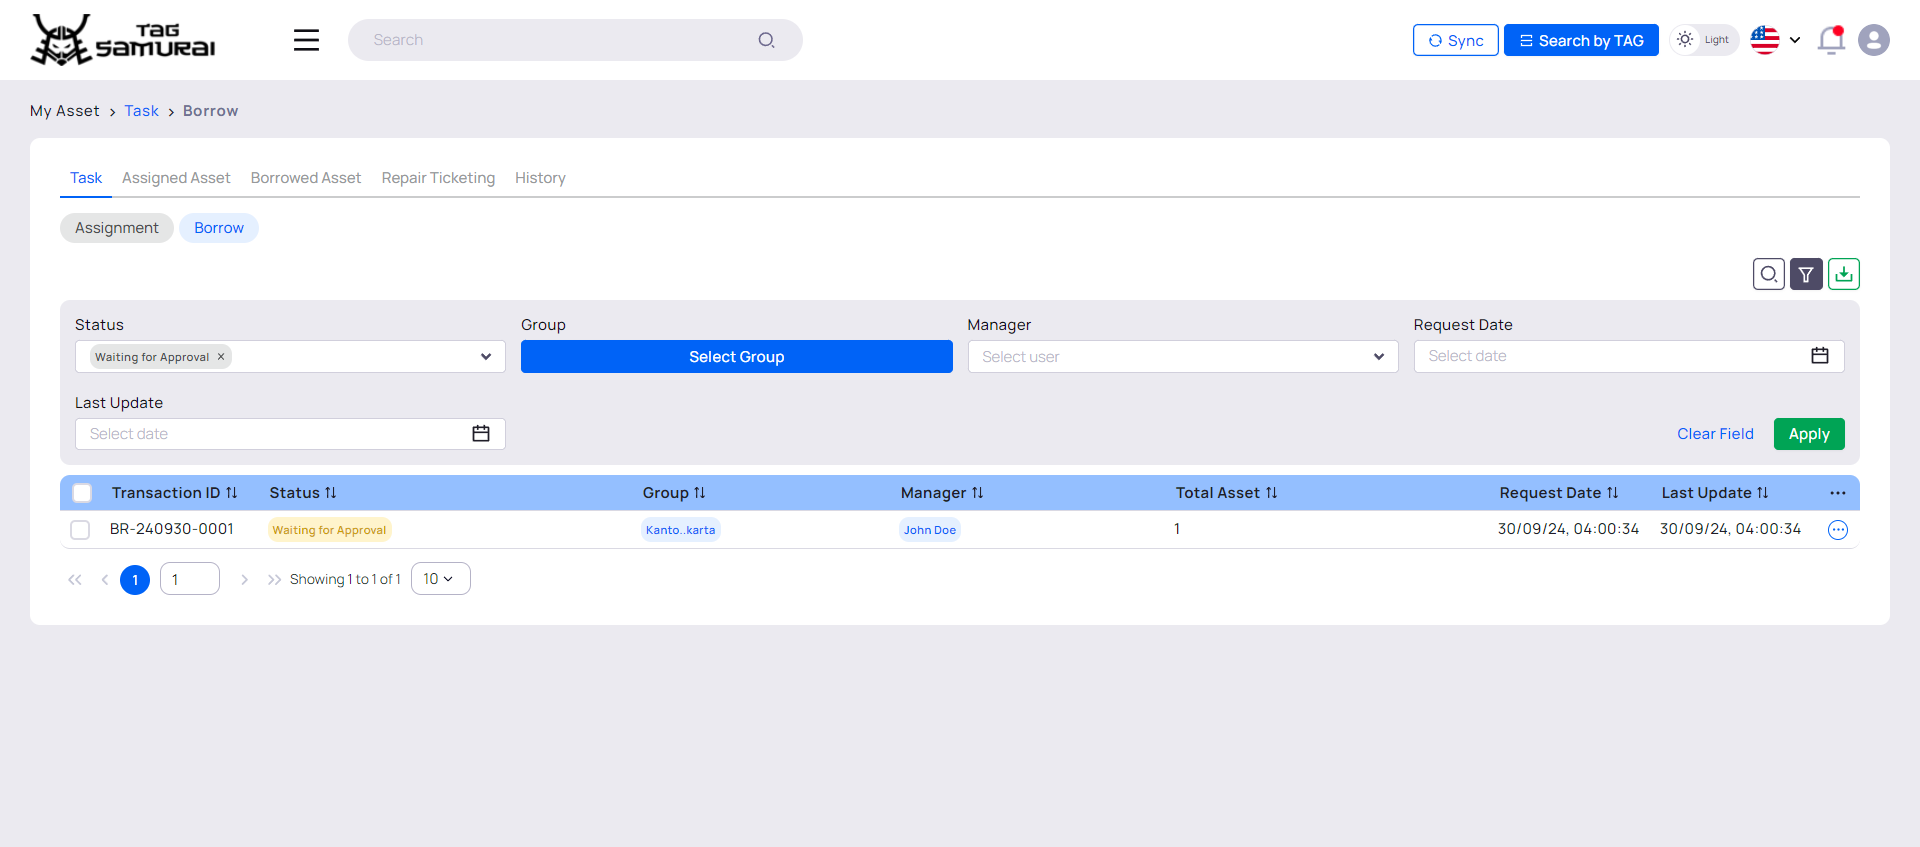 TAG
SAMURAI
Search
Sync
Search by TAG
Light
My Asset > Task > Borrow
Task Assigned Asset Borrowed Asset Repair Ticketing History
Assignment Borrow
Status Group Manager Request Date
Waiting for Approval × Select Group Select user Select date
Last Update
Select date Clear Field Apply
Transaction ID Status Group Manager Total Asset Request Date Last Update ...
BR-240930-0001 Waiting for Approval Kanto..karta John Doe 1 30/09/24, 04:00:34 30/09/24, 04:00:34
1 1 Showing 1 to 1 of 1 10